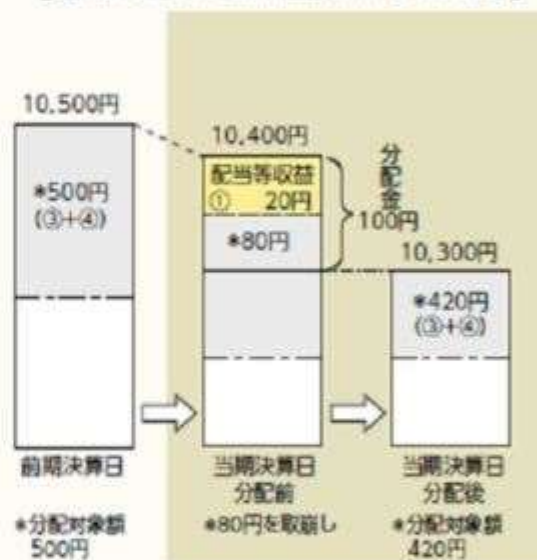 10,500円
*500円
(③+④)
10,400円
配当等収益
① 20円
*80円
分配金
100円
10,300円
*420円
(③+④)
前期決算日
当期決算日
分配前
当期決算日
分配後
*分配対象額
500円
*80円を取崩し
*分配対象額
420円